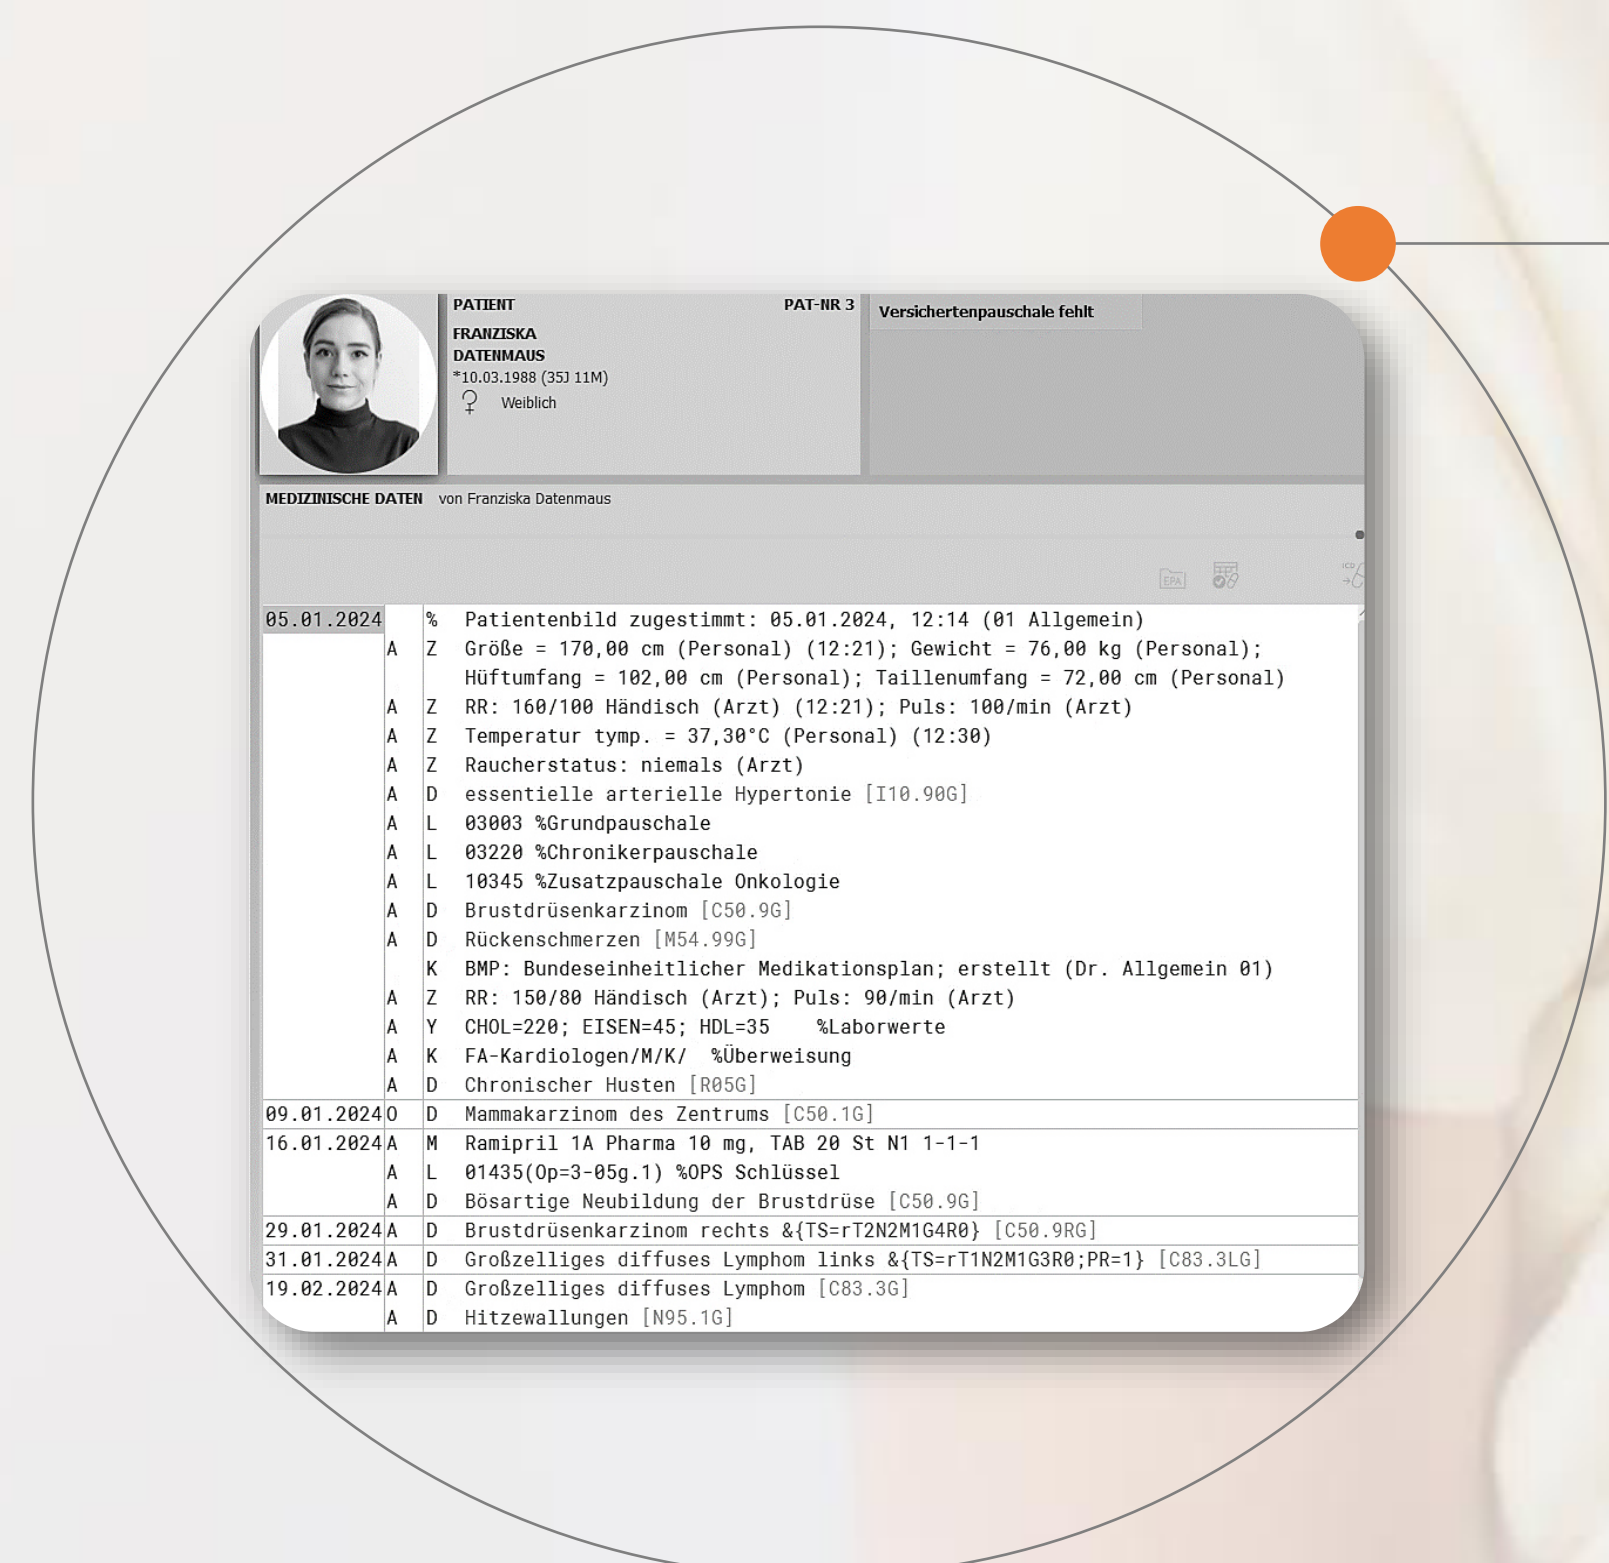 PATIENT PAT-NR 3
FRANZISKA
DATENMAUS
*10.03.1988 (35J 11M)
Weiblich
Versichertenpauschale fehlt
MEDIZINISCHE DATEN von Franziska Datenmaus
EPA
ICD
05.01.2024 % Patientenbild zugestimmt: 05.01.2024, 12:14 (01 Allgemein)
A Z Größe = 170,00 cm (Personal) (12:21); Gewicht = 76,00 kg (Personal);
Hüftumfang = 102,00 cm (Personal); Taillenumfang = 72,00 cm (Personal)
A Z RR: 160/100 Händisch (Arzt) (12:21); Puls: 100/min (Arzt)
A Z Temperatur tymp. = 37,30°C (Personal) (12:30)
A Z Raucherstatus: niemals (Arzt)
A D essentielle arterielle Hypertonie [I10.90G]
A L 03003 %Grundpauschale
A L 03220 %Chronikerpauschale
A L 10345 %Zusatzpauschale Onkologie
A D Brustdrüsenkarzinom [C50.9G]
A D Rückenschmerzen [M54.99G]
K BMP: Bundeseinheitlicher Medikationsplan; erstellt (Dr. Allgemein 01)
A Z RR: 150/80 Händisch (Arzt); Puls: 90/min (Arzt)
A Y CHOL=220; EISEN=45; HDL=35 %Laborwerte
A K FA-Kardiologen/M/K/ %Überweisung
A D Chronischer Husten [R05G]
09.01.2024 O D Mammakarzinom des Zentrums [C50.1G]
16.01.2024 A M Ramipril 1A Pharma 10 mg, TAB 20 St N1 1-1-1
A L 01435(Op=3-05g.1) %OPS Schlüssel
A D Bösartige Neubildung der Brustdrüse [C50.9G]
29.01.2024 A D Brustdrüsenkarzinom rechts &{TS=rT2N2M1G4R0} [C50.9RG]
31.01.2024 A D Großzelliges diffuses Lymphom links &{TS=rT1N2M1G3R0;PR=1} [C83.3LG]
19.02.2024 A D Großzelliges diffuses Lymphom [C83.3G]
A D Hitzewallungen [N95.1G]